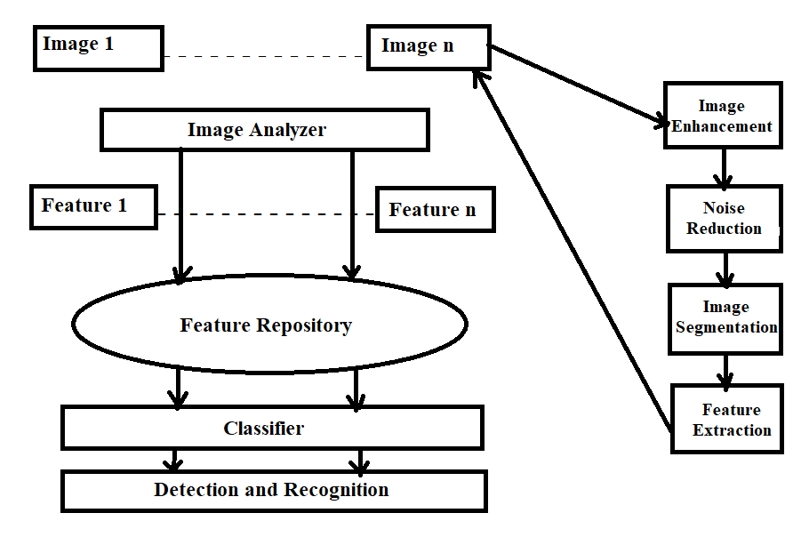 Image 1
Image n
Image Analyzer
Feature 1
Feature n
Feature Repository
Classifier
Detection and Recognition
Image
Enhancement
Noise
Reduction
Image
Segmentation
Feature
Extraction